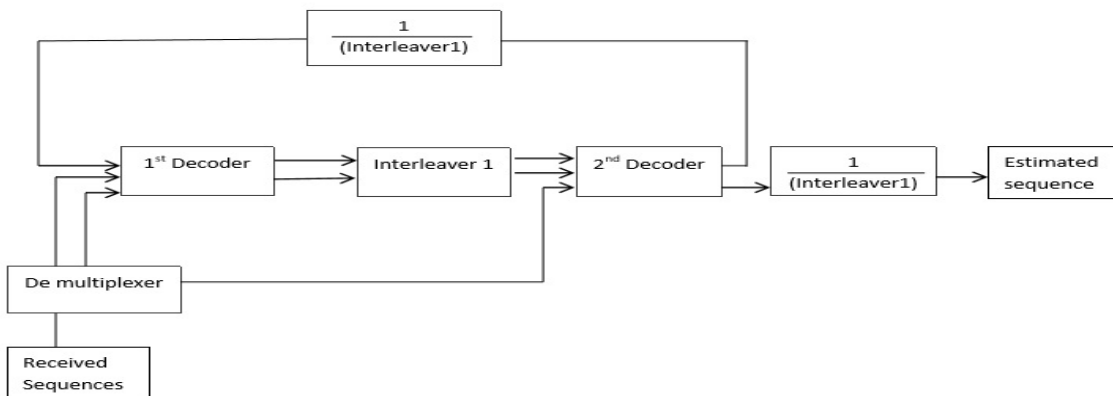 1
(Interleaver1)
1st Decoder
Interleaver 1
2nd Decoder
1
(Interleaver1)
Estimated
sequence
De multiplexer
Received
Sequences